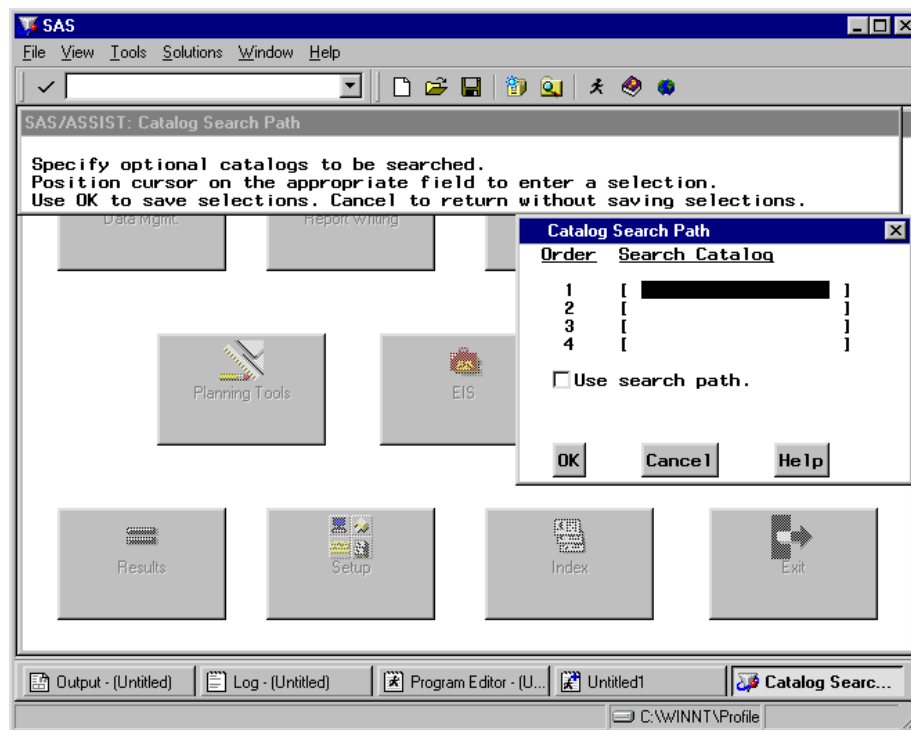 SAS
File View Tools Solutions Window Help
SAS/ASSIST: Catalog Search Path
Specify optional catalogs to be searched.
Position cursor on the appropriate field to enter a selection.
Use OK to save selections. Cancel to return without saving selections.
Data Mgmt. Report Writing
Catalog Search Path
Order Search Catalog
1 [ ]
2 [ ]
3 [ ]
4 [ ]
Use search path.
OK Cancel Help
Planning Tools EIS
Results Setup Index Exit
Output - (Untitled) Log - (Untitled) Program Editor - (U... Untitled1 Catalog Searc...
C:\WINNT\Profile